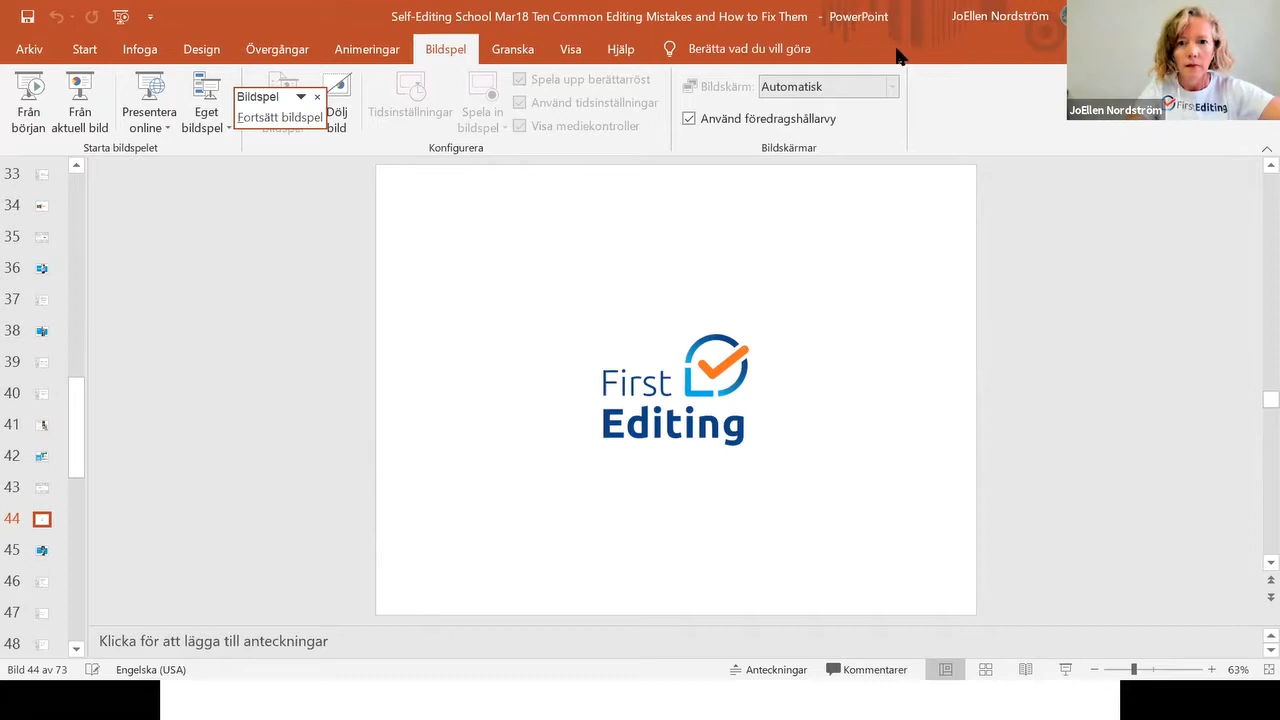 Self-Editing School Mar18 Ten Common Editing Mistakes and How to Fix Them - PowerPoint
JoEllen Nordström
Arkiv Start Infoga Design Övergångar Animeringar Bildspel Granska Visa Hjälp Berätta vad du vill göra
Från början
Från aktuell bild
Presentera online
Eget bildspel
Bildspel
Fortsätt bildspel
Dölj bild
Tidsinställningar
Spela in bildspel
Spela upp berättarröst
Använd tidsinställningar
Visa mediekontroller
Bildskärm: Automatisk
Använd föredragshållarvy
Starta bildspelet
Konfigurera
Bildskärmar
First Editing
JoEllen Nordström
33
34
35
36
37
38
39
40
41
42
43
44
45
46
47
48
First
Editing
Klicka för att lägga till anteckningar
Bild 44 av 73
Engelska (USA)
Anteckningar
Kommentarer
63%